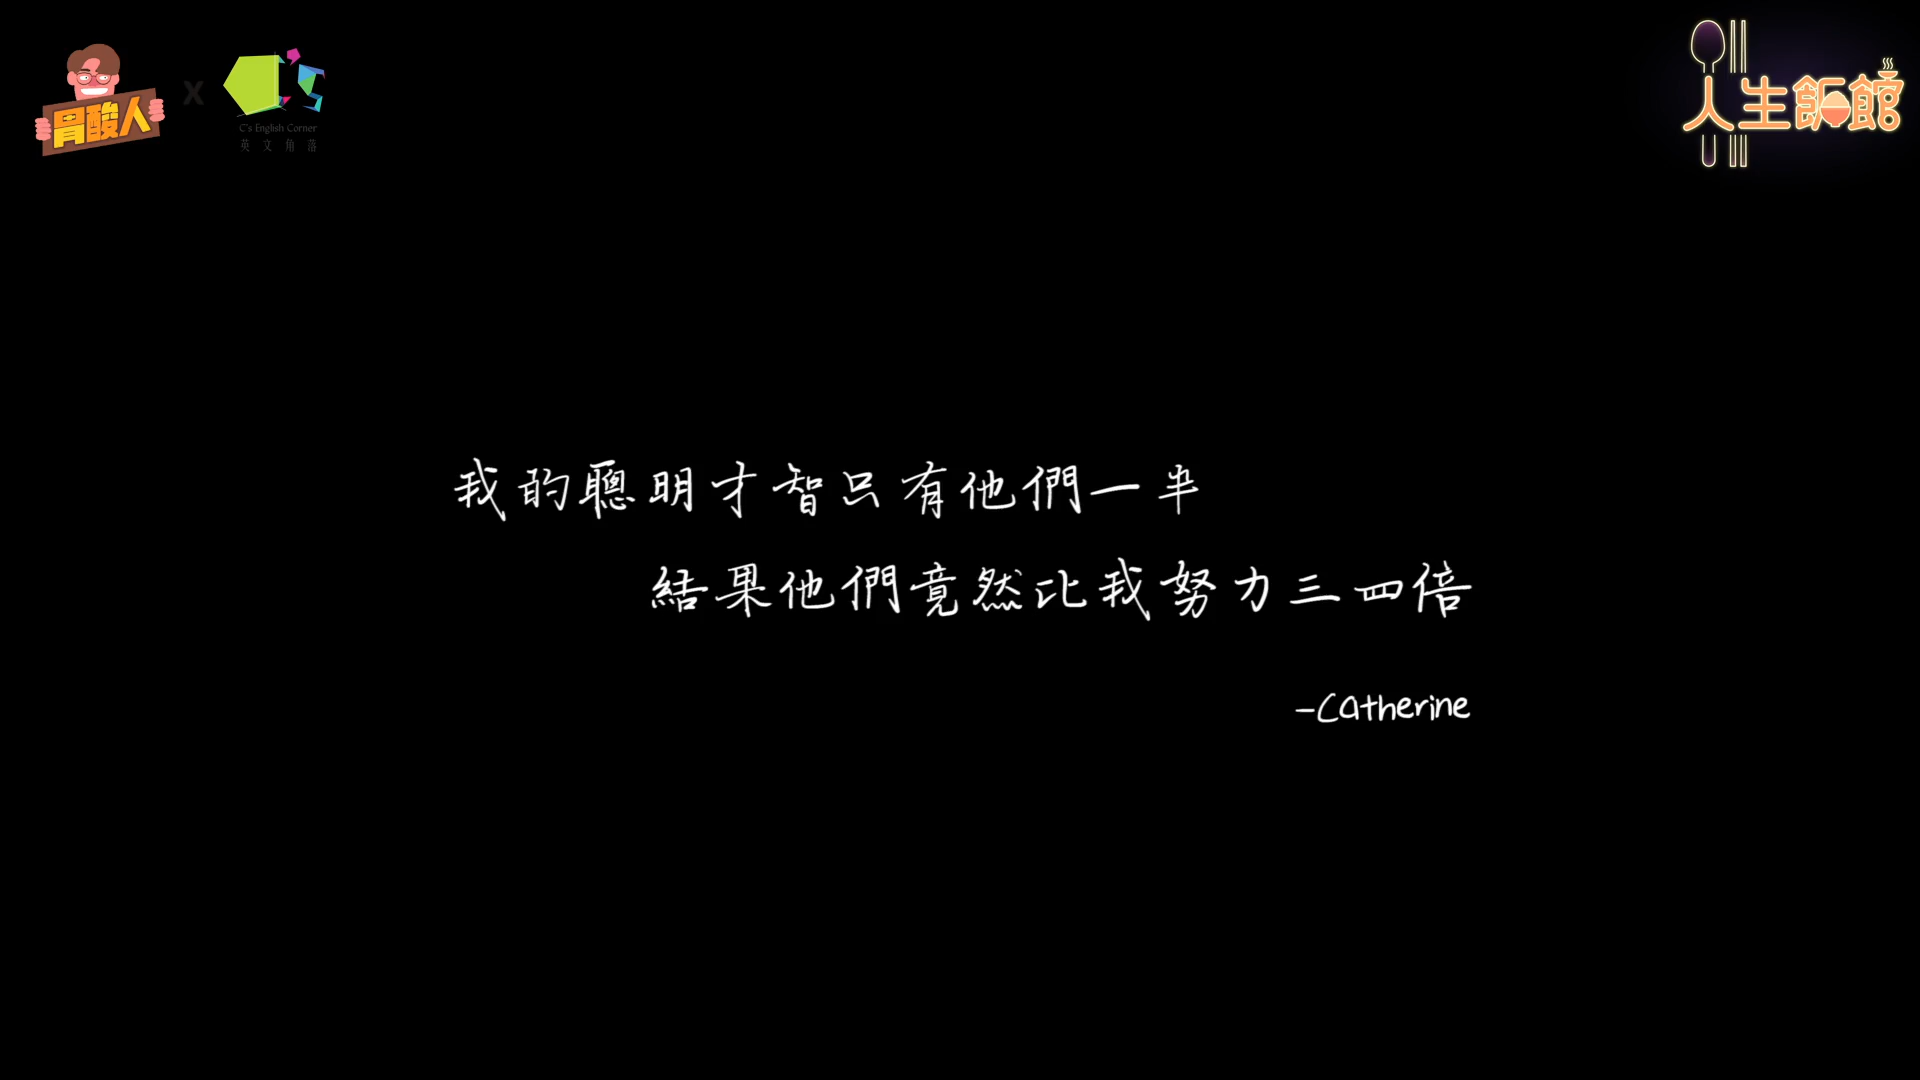 胃酸人
X
C's English Corner
英文角落
人生飯館
我的聰明才智只有他們一半
結果他們竟然比我努力三四倍
-Catherine